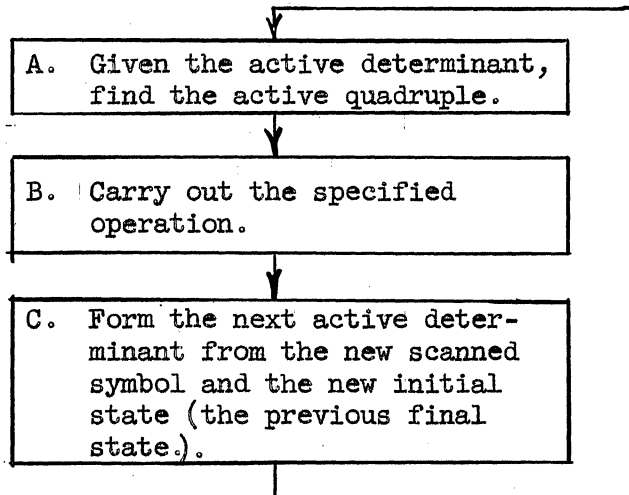 A. Given the active determinant,
find the active quadruple.
B. Carry out the specified
operation.
C. Form the next active deter-
minant from the new scanned
symbol and the new initial
state (the previous final
state.).